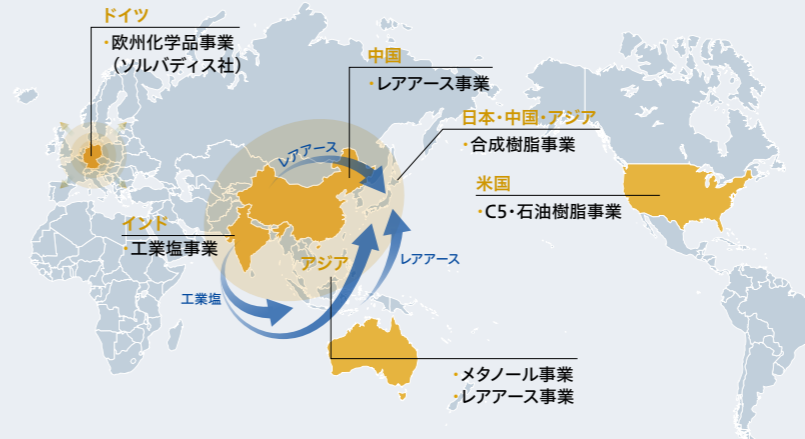 ドイツ
・欧州化学品事業
（ソルバディス社）
中国
・レアアース事業
日本・中国・アジア
・合成樹脂事業
レアアース
米国
・C5・石油樹脂事業
インド
・工業塩事業
アジア
レアアース
工業塩
・メタノール事業
・レアアース事業